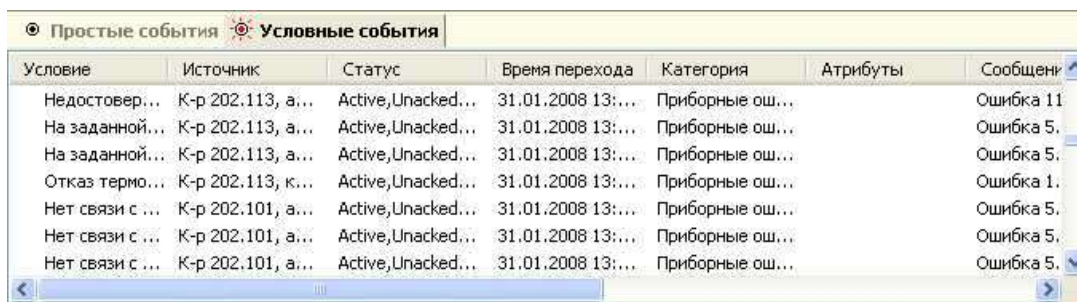 Простые события Условные события
Условие Источник Статус Время перехода Категория Атрибуты Сообщени
Недостовер... К-р 202.113, а... Active,Unacked... 31.01.2008 13:... Приборные ош... Ошибка 11
На заданной... К-р 202.113, а... Active,Unacked... 31.01.2008 13:... Приборные ош... Ошибка 5.
На заданной... К-р 202.113, а... Active,Unacked... 31.01.2008 13:... Приборные ош... Ошибка 5.
Отказ термо... К-р 202.113, к... Active,Unacked... 31.01.2008 13:... Приборные ош... Ошибка 1.
Нет связи с ... К-р 202.101, а... Active,Unacked... 31.01.2008 13:... Приборные ош... Ошибка 5.
Нет связи с ... К-р 202.101, а... Active,Unacked... 31.01.2008 13:... Приборные ош... Ошибка 5.
Нет связи с ... К-р 202.101, а... Active,Unacked... 31.01.2008 13:... Приборные ош... Ошибка 5.